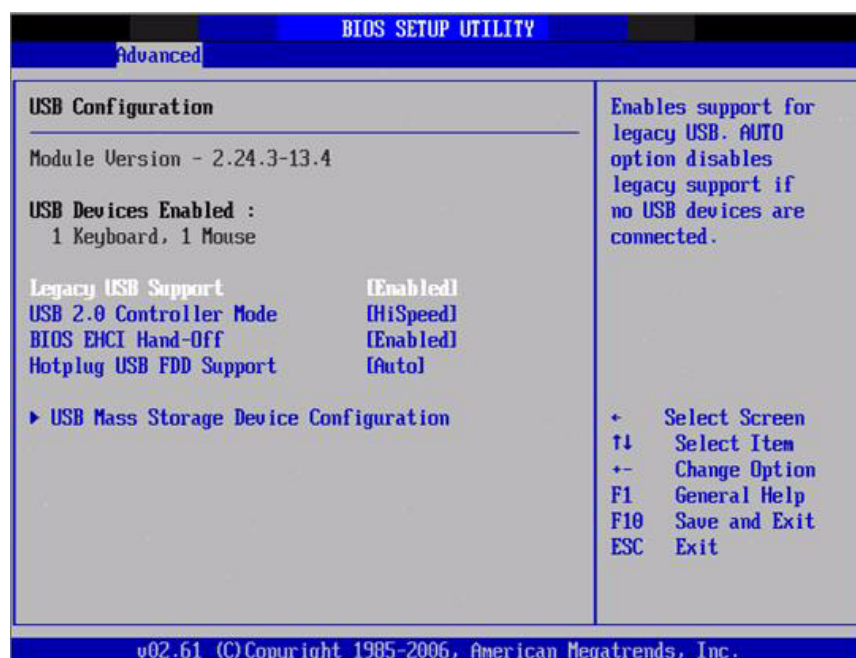 BIOS SETUP UTILITY
Advanced
USB Configuration
Module Version - 2.24.3-13.4
USB Devices Enabled :
1 Keyboard, 1 Mouse
Legacy USB Support [Enabled]
USB 2.0 Controller Mode [HiSpeed]
BIOS EHCI Hand-Off [Enabled]
Hotplug USB FDD Support [Auto]
▶ USB Mass Storage Device Configuration
Enables support for
legacy USB. AUTO
option disables
legacy support if
no USB devices are
connected.
← Select Screen
↑↓ Select Item
+- Change Option
F1 General Help
F10 Save and Exit
ESC Exit
v02.61 (C)Copyright 1985-2006, American Megatrends, Inc.